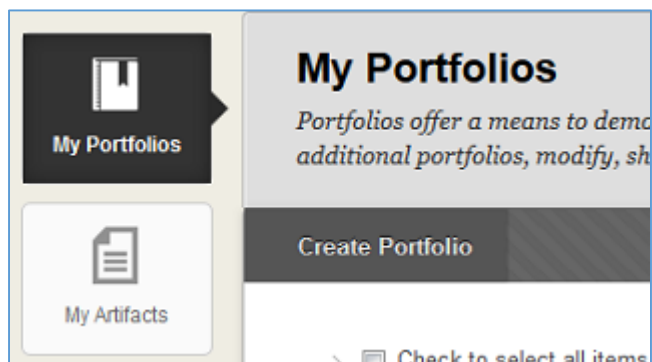 My Portfolios
My Artifacts
My Portfolios
Portfolios offer a means to demo
additional portfolios, modify, sh
Create Portfolio
Check to select all items